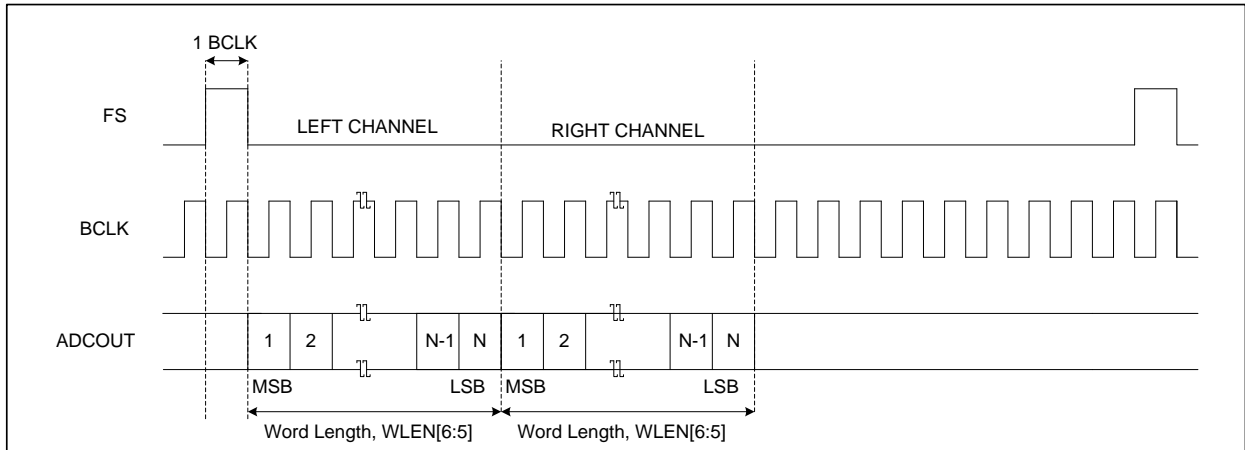 1 BCLK
FS
LEFT CHANNEL
RIGHT CHANNEL
BCLK
ADCOUT
1 2 N-1 N 1 2 N-1 N
MSB LSB MSB LSB
Word Length, WLEN[6:5] Word Length, WLEN[6:5]